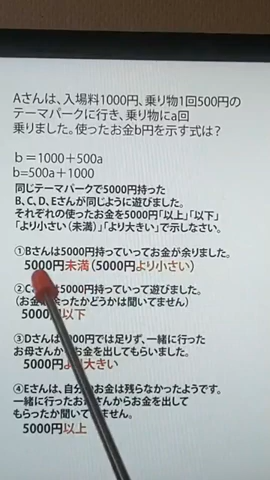 Aさんは、入場料1000円、乗り物1回500円の
テーマパークに行き、乗り物にa回
乗りました。使ったお金b円を示す式は？
b＝1000＋500a
b=500a＋1000
同じテーマパークで5000円持った
B、C、D、Eさんが同じように遊びました。
それぞれの使ったお金を5000円「以上」「以下」
「より小さい（未満）」「より大きい」で示しなさい。
①Bさんは5000円持っていってお金が余りました。
5000円未満（5000円より小さい）
②C 5000円持っていって遊びました。
（お金 余ったかどうかは聞いてません）
5000円以下
③Dさんは 円では足りず、一緒に行った
お母さんか お金を出してもらいました。
5000円 り大きい
④Eさんは、自分 お金は残らなかったようです。
一緒に行ったお さんからお金を出して
もらったか聞いて ません。
5000円以上